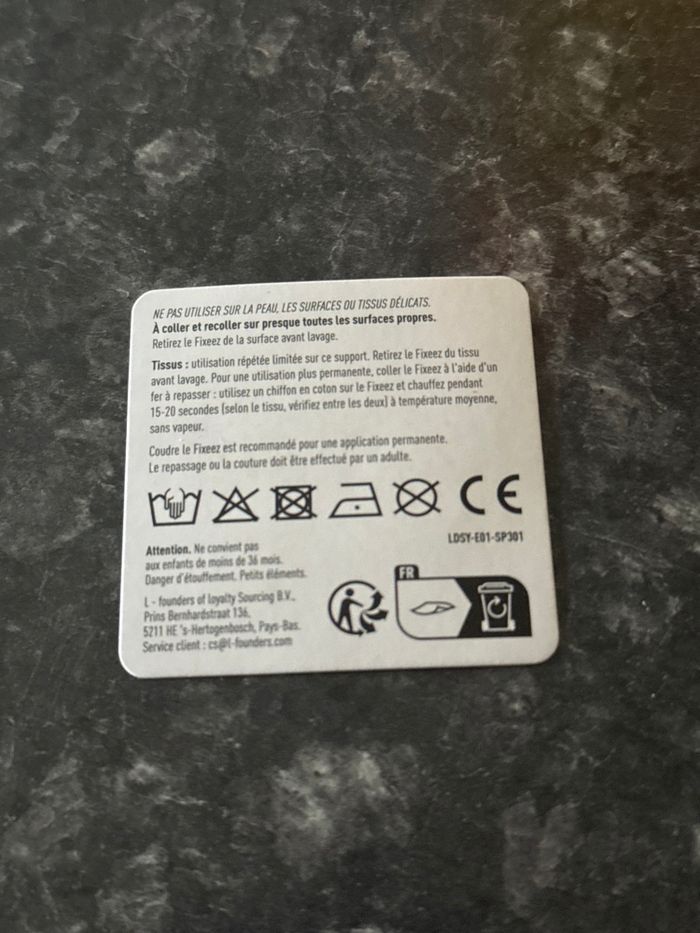 NE PAS UTILISER SUR LA PEAU, LES SURFACES OU TISSUS DÉLICATS.
À coller et recoller sur presque toutes les surfaces propres.
Retirez le Fixeez de la surface avant lavage.
Tissus : utilisation répétée limitée sur ce support. Retirez le Fixeez du tissu
avant lavage. Pour une utilisation plus permanente, coller le Fixeez à l'aide d'un
fer à repasser : utilisez un chiffon en coton sur le Fixeez et chauffez pendant
15-20 secondes (selon le tissu, vérifiez entre les deux) à température moyenne,
sans vapeur.
Coudre le Fixeez est recommandé pour une application permanente.
Le repassage ou la couture doit être effectué par un adulte.
CE
LDSY-E01-SP301
Attention. Ne convient pas
aux enfants de moins de 36 mois.
Danger d'étouffement. Petits éléments.
L - founders of loyalty Sourcing B.V.,
Prins Bernhardstraat 136,
5211 HE 's-Hertogenbosch, Pays-Bas.
Service client : cs@l-founders.com
FR